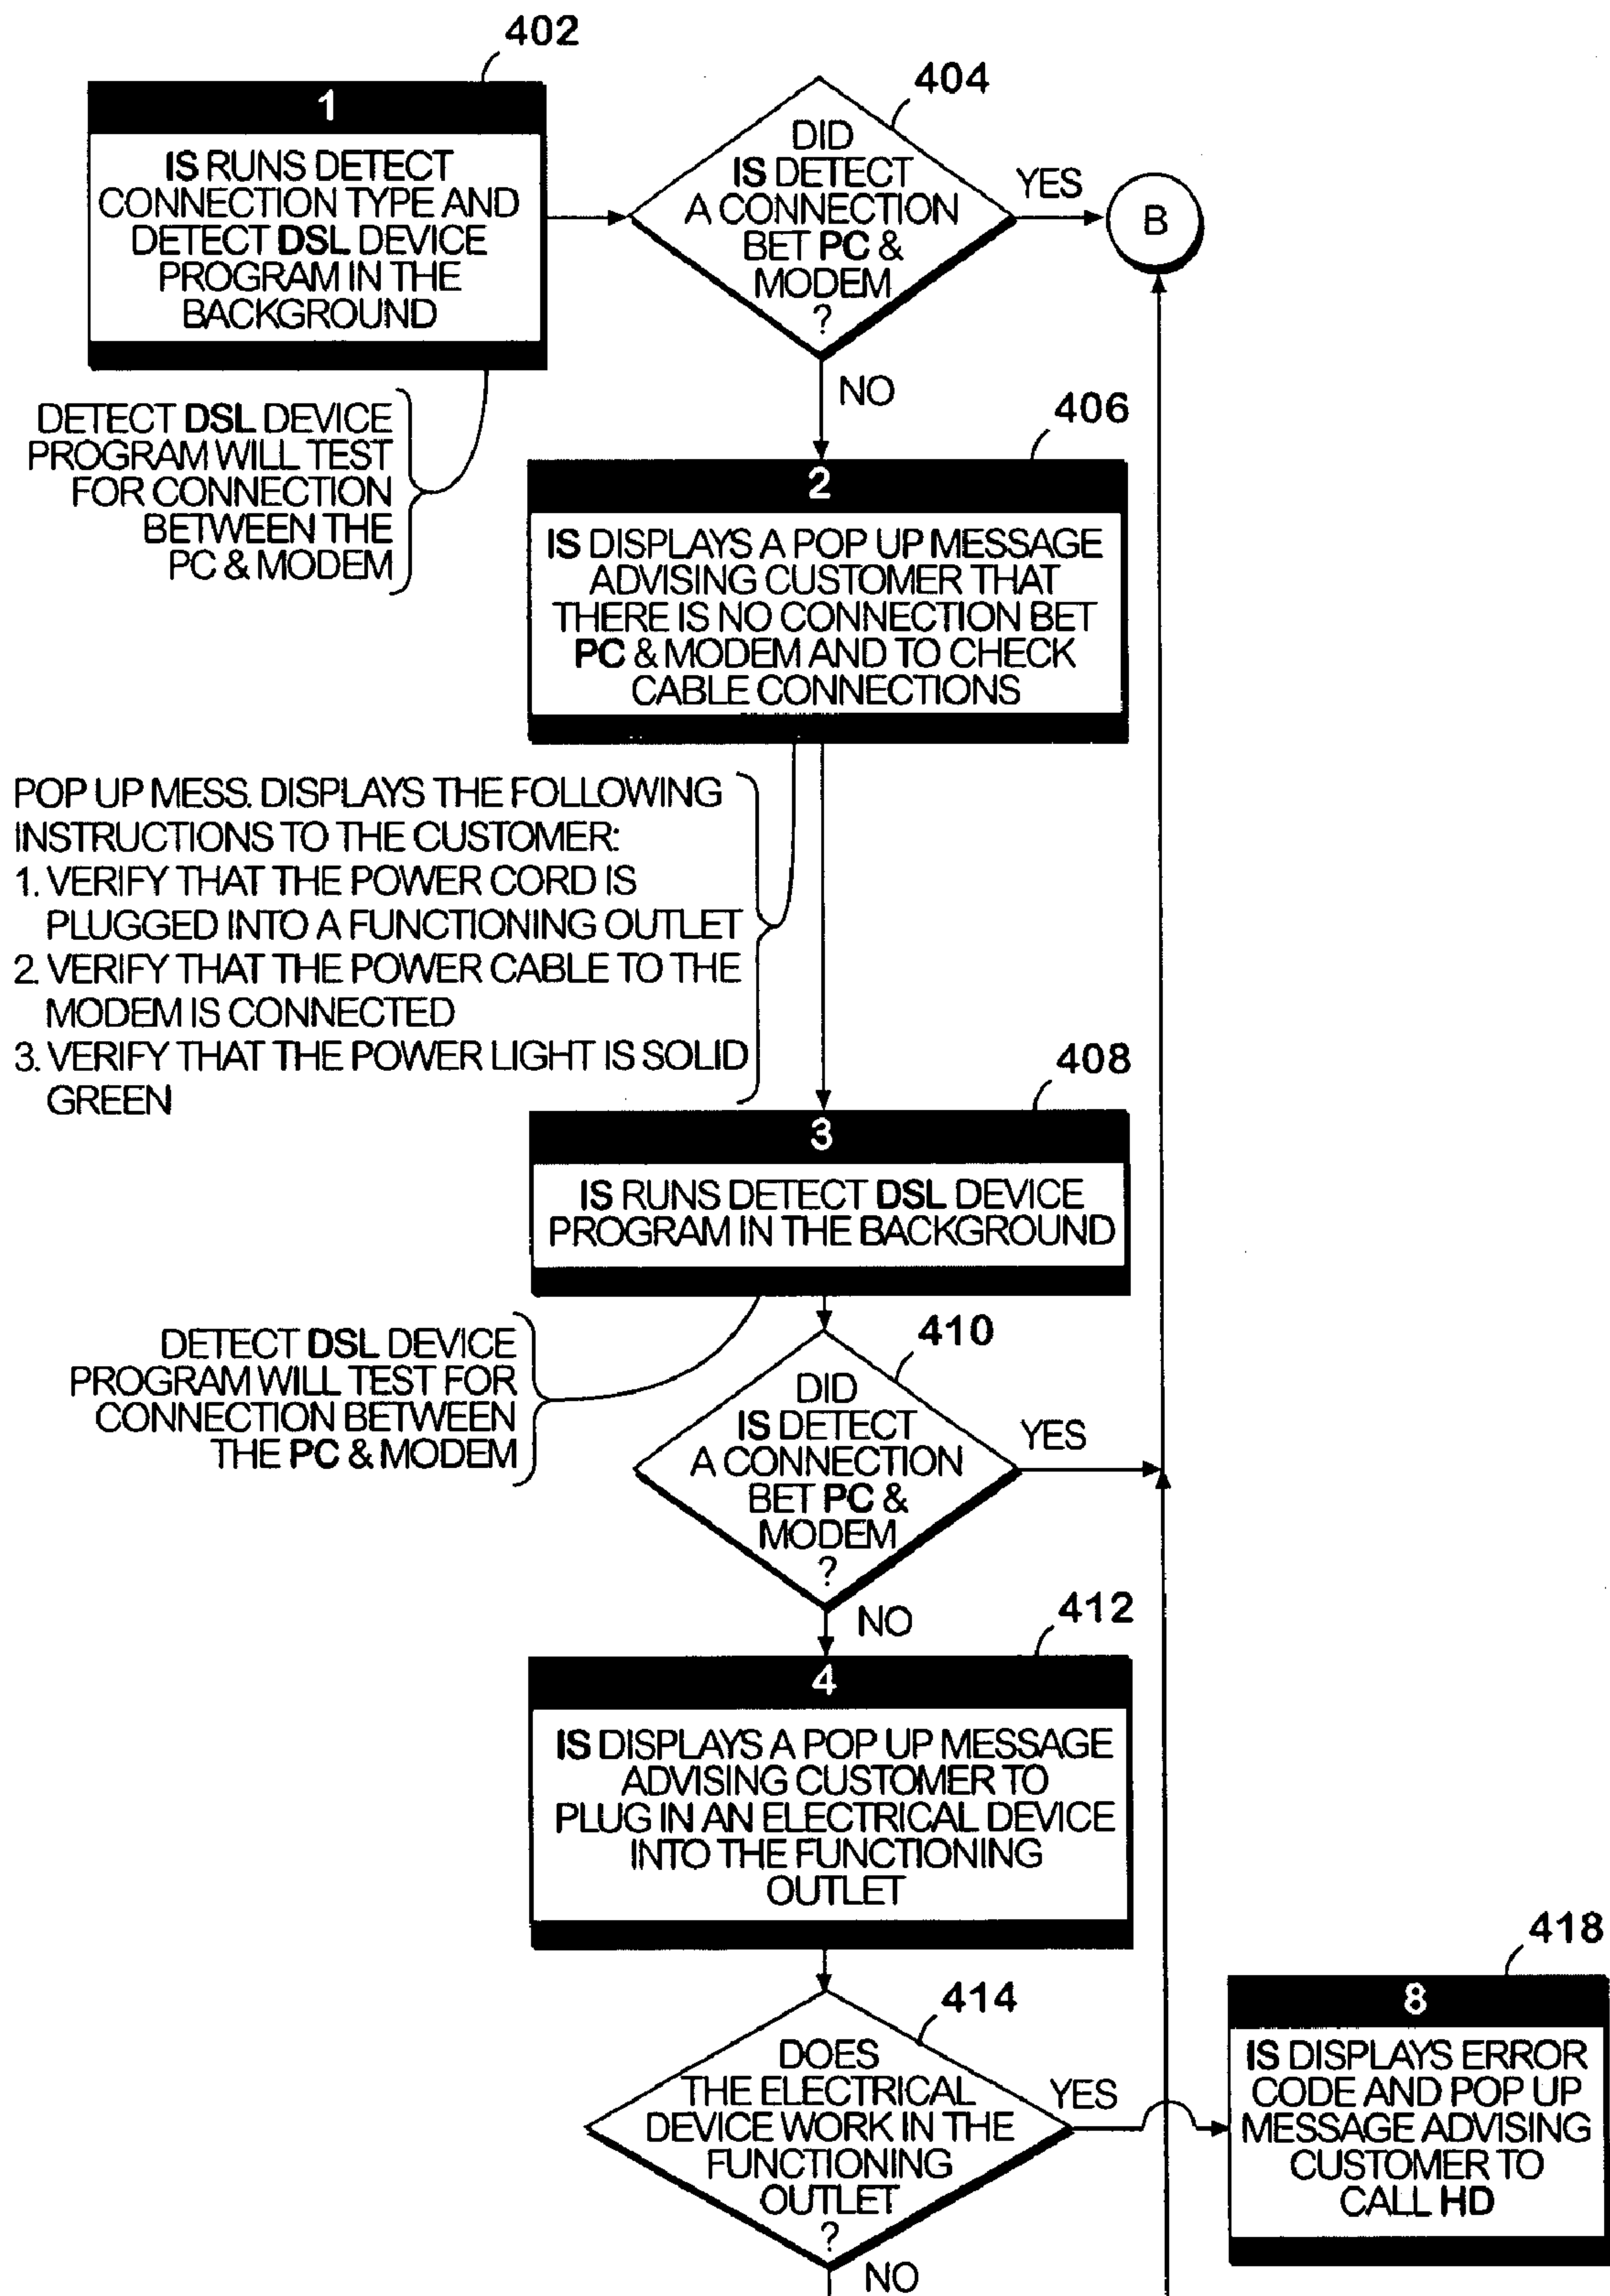 402
1
IS RUNS DETECT
CONNECTION TYPE AND
DETECT DSL DEVICE
PROGRAM IN THE
BACKGROUND
404
DID
IS DETECT
A CONNECTION
BET PC &
MODEM
?
YES
B
NO
DETECT DSL DEVICE
PROGRAM WILL TEST
FOR CONNECTION
BETWEEN THE
PC & MODEM
406
2
IS DISPLAYS A POP UP MESSAGE
ADVISING CUSTOMER THAT
THERE IS NO CONNECTION BET
PC & MODEM AND TO CHECK
CABLE CONNECTIONS
POP UP MESS. DISPLAYS THE FOLLOWING
INSTRUCTIONS TO THE CUSTOMER:
1. VERIFY THAT THE POWER CORD IS
PLUGGED INTO A FUNCTIONING OUTLET
2. VERIFY THAT THE POWER CABLE TO THE
MODEM IS CONNECTED
3. VERIFY THAT THE POWER LIGHT IS SOLID
GREEN
408
3
IS RUNS DETECT DSL DEVICE
PROGRAM IN THE BACKGROUND
DETECT DSL DEVICE
PROGRAM WILL TEST FOR
CONNECTION BETWEEN
THE PC & MODEM
410
DID
IS DETECT
A CONNECTION
BET PC &
MODEM
?
YES
NO
412
4
IS DISPLAYS A POP UP MESSAGE
ADVISING CUSTOMER TO
PLUG IN AN ELECTRICAL DEVICE
INTO THE FUNCTIONING
OUTLET
414
DOES
THE ELECTRICAL
DEVICE WORK IN THE
FUNCTIONING
OUTLET
?
YES
NO
418
8
IS DISPLAYS ERROR
CODE AND POP UP
MESSAGE ADVISING
CUSTOMER TO
CALL HD